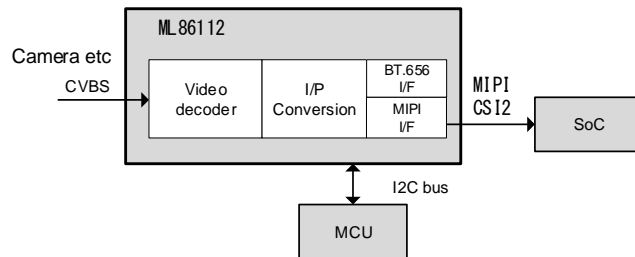 ML86112
Camera etc
CVBS
Video
decoder
I/P
Conversion
BT.656
I/F
MIPI
I/F
MIPI
CSI2
SoC
I2C bus
MCU